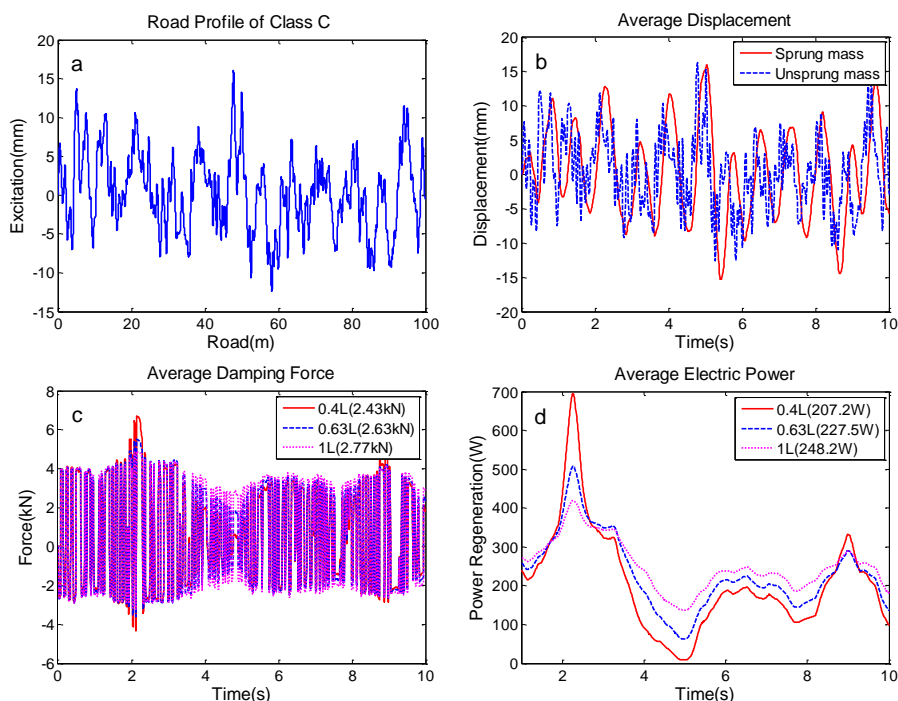 Road Profile of Class C
a
Excitation(mm)
20
15
10
5
0
-5
-10
-15
0 20 40 60 80 100
Road(m)
Average Displacement
b
Sprung mass
Unsprung mass
Displacement(mm)
20
15
10
5
0
-5
-10
-15
-20
0 2 4 6 8 10
Time(s)
Average Damping Force
c
0.4L(2.43kN)
0.63L(2.63kN)
1L(2.77kN)
Force(kN)
8
6
4
2
0
-2
-4
-6
0 2 4 6 8 10
Time(s)
Average Electric Power
d
0.4L(207.2W)
0.63L(227.5W)
1L(248.2W)
Power Regeneration(W)
700
600
500
400
300
200
100
0
2 4 6 8 10
Time(s)